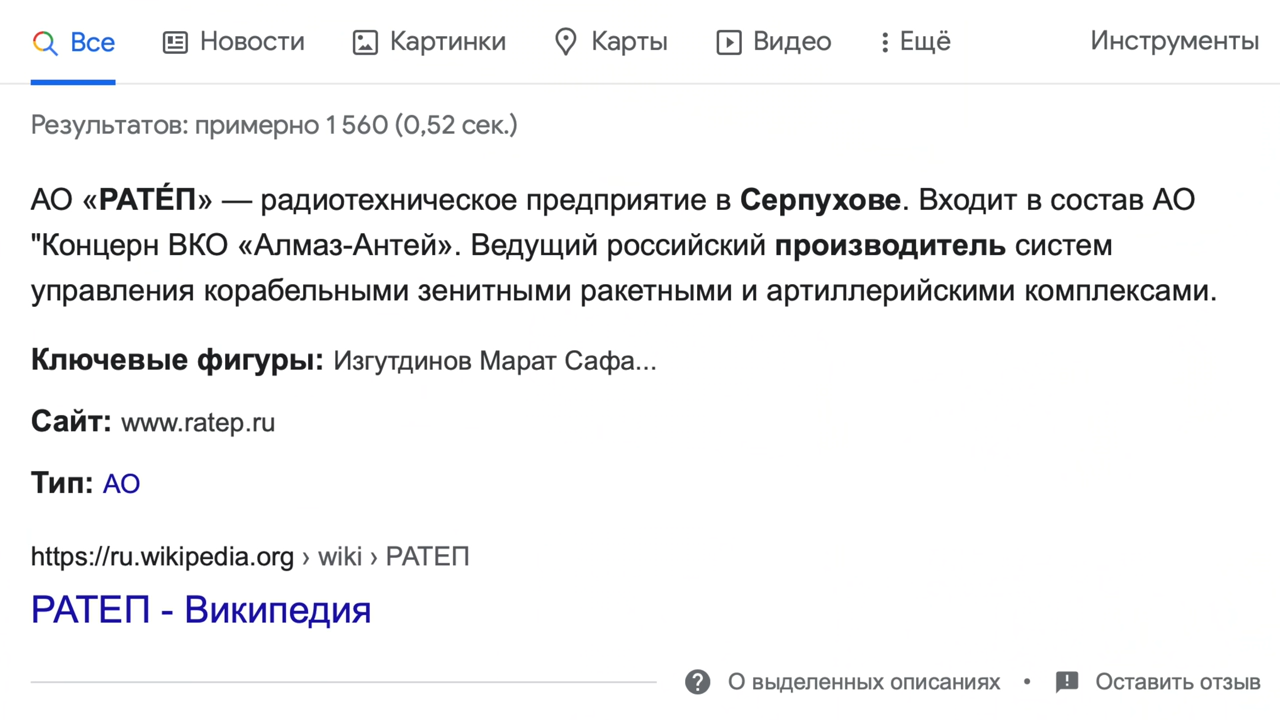 Все Новости Картинки Карты Видео Ещё Инструменты
Результатов: примерно 1 560 (0,52 сек.)
АО «РАТЕ́П» — радиотехническое предприятие в Серпухове. Входит в состав АО
"Концерн ВКО «Алмаз-Антей». Ведущий российский производитель систем
управления корабельными зенитными ракетными и артиллерийскими комплексами.
Ключевые фигуры: Изгутдинов Марат Сафа...
Сайт: www.ratep.ru
Тип: АО
https://ru.wikipedia.org › wiki › РАТЕП
РАТЕП - Википедия
О выделенных описаниях • Оставить отзыв